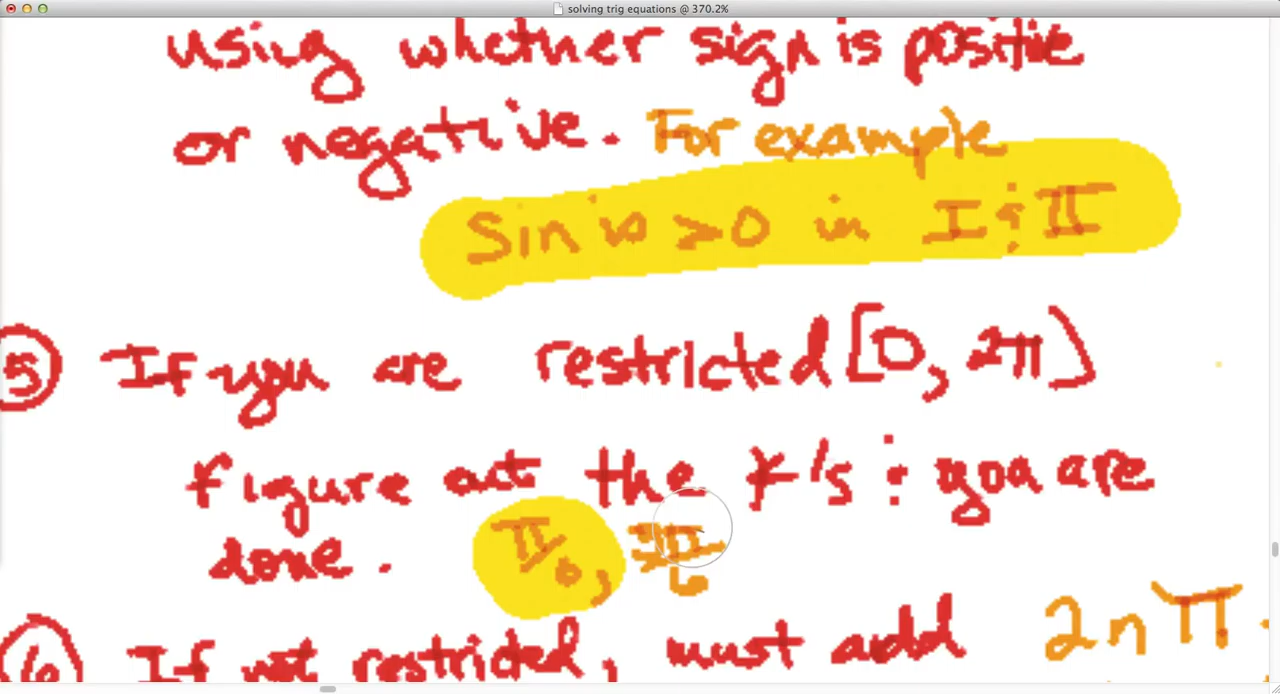 solving trig equations @ 370.2%
using whether sign is positive
or negative. For example
Sin is >0 in I & II
5 If you are restricted [0, 2π)
figure out the x's & you are
done. π/6, 5π/6
6 If not restricted, must add 2nπ